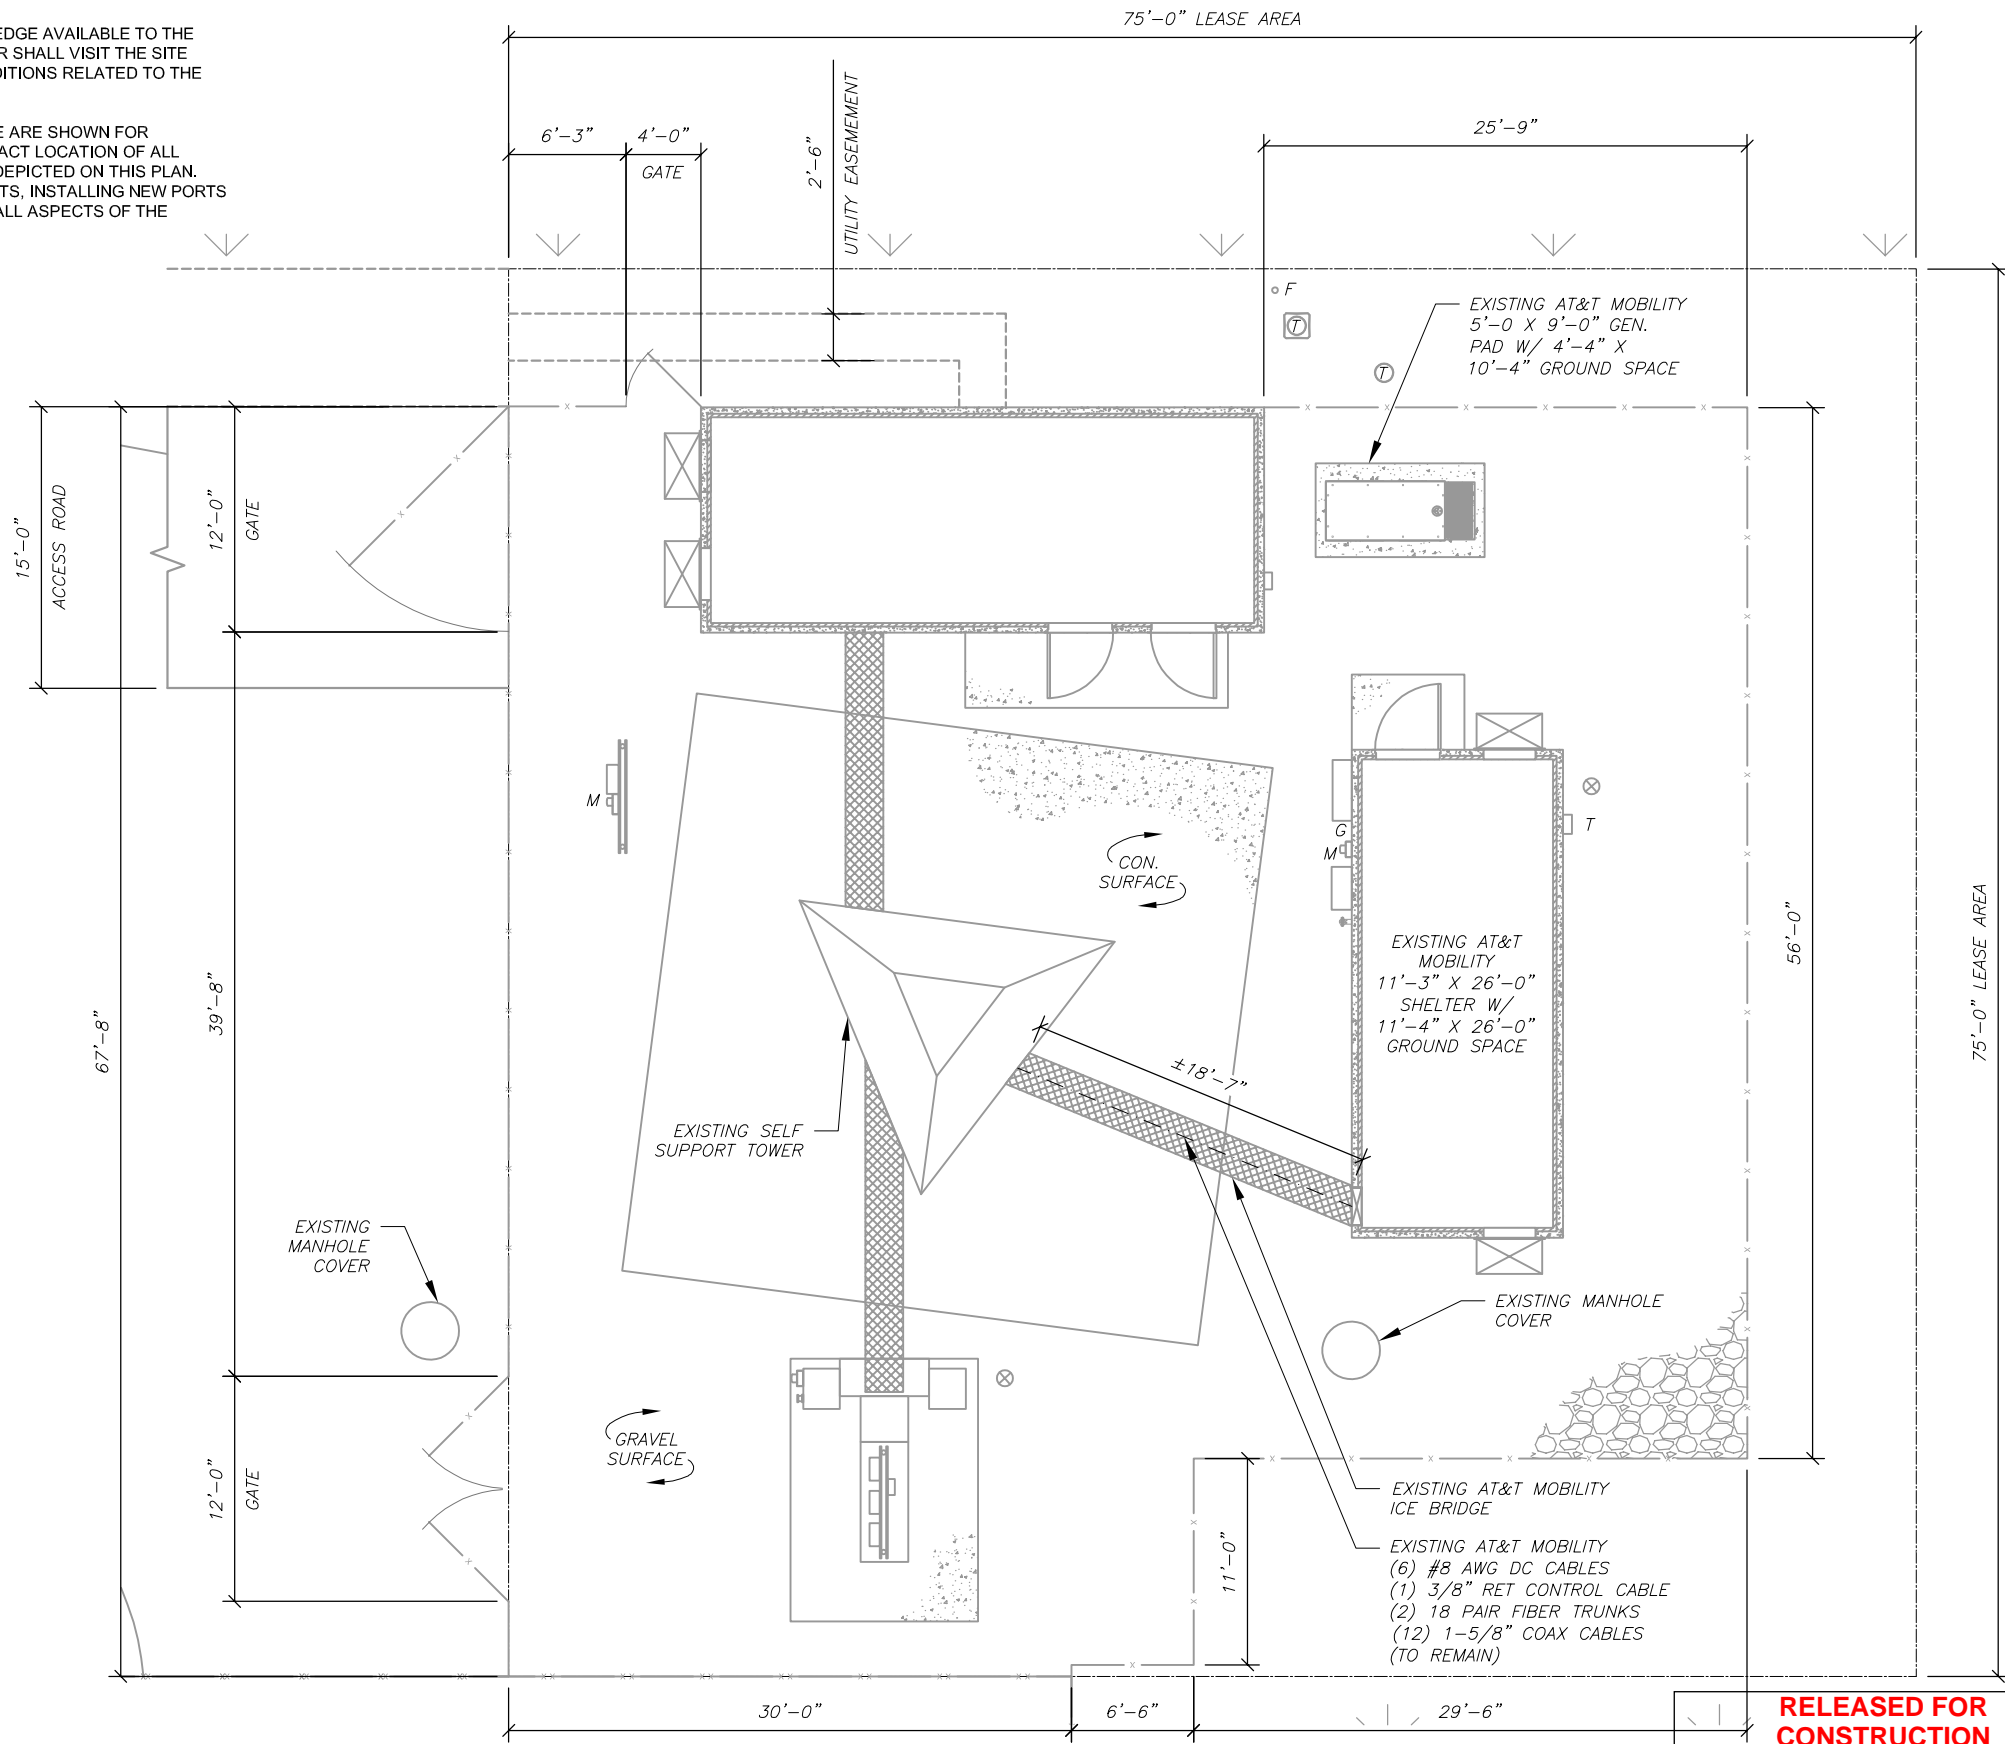 EDGE AVAILABLE TO THE
R SHALL VISIT THE SITE
DITIONS RELATED TO THE
E ARE SHOWN FOR
ACT LOCATION OF ALL
DEPICTED ON THIS PLAN.
TS, INSTALLING NEW PORTS
ALL ASPECTS OF THE
75'-0" LEASE AREA
6'-3"
4'-0"
GATE
2'-6"
UTILITY EASEMEMENT
25'-9"
F
T
T
EXISTING AT&T MOBILITY
5'-0 X 9'-0" GEN.
PAD W/ 4'-4" X
10'-4" GROUND SPACE
15'-0"
ACCESS ROAD
12'-0"
GATE
M
CON.
SURFACE
G
M
T
EXISTING AT&T
MOBILITY
11'-3" X 26'-0"
SHELTER W/
11'-4" X 26'-0"
GROUND SPACE
56'-0"
75'-0" LEASE AREA
67'-8"
39'-8"
±18'-7"
EXISTING SELF
SUPPORT TOWER
EXISTING
MANHOLE
COVER
EXISTING MANHOLE
COVER
GRAVEL
SURFACE
12'-0"
GATE
11'-0"
EXISTING AT&T MOBILITY
ICE BRIDGE
EXISTING AT&T MOBILITY
(6) #8 AWG DC CABLES
(1) 3/8" RET CONTROL CABLE
(2) 18 PAIR FIBER TRUNKS
(12) 1-5/8" COAX CABLES
(TO REMAIN)
30'-0"
6'-6"
29'-6"
RELEASED FOR
CONSTRUCTION